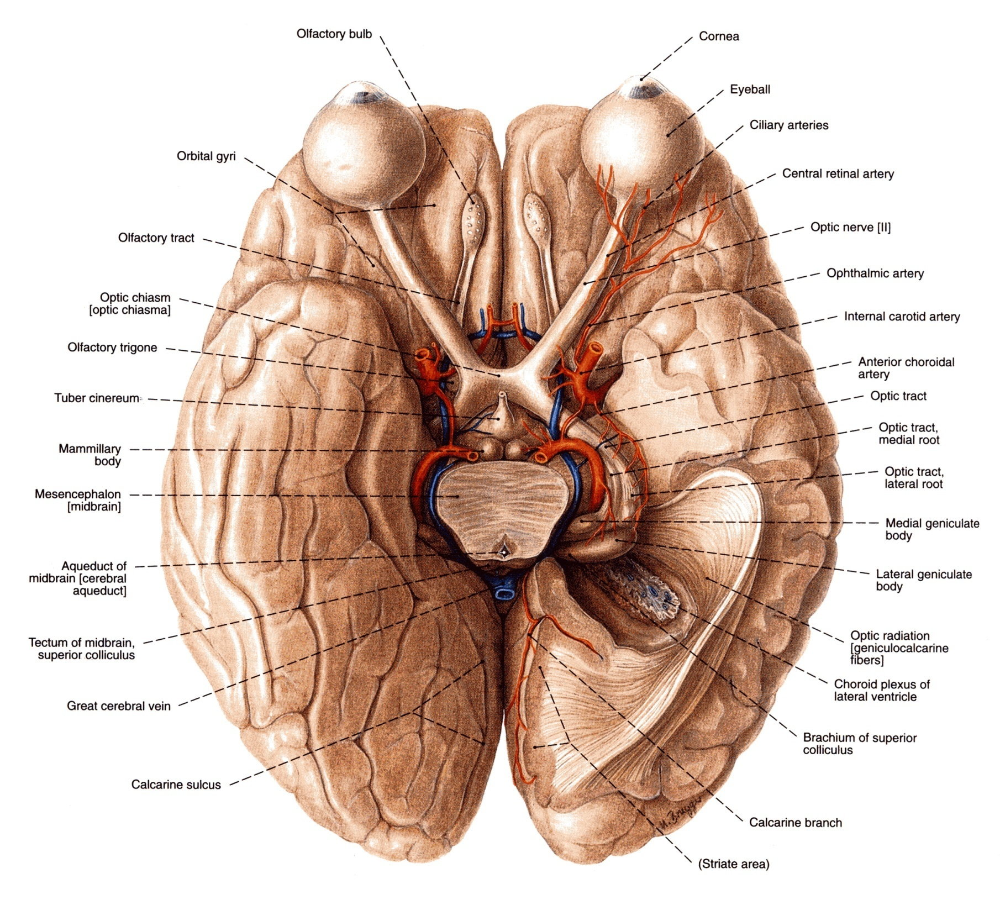 Olfactory bulb
Orbital gyri
Olfactory tract
Optic chiasm
[optic chiasma]
Olfactory trigone
Tuber cinereum
Mammillary
body
Mesencephalon
[midbrain]
Aqueduct of
midbrain [cerebral
aqueduct]
Tectum of midbrain,
superior colliculus
Great cerebral vein
Calcarine sulcus
Cornea
Eyeball
Ciliary arteries
Central retinal artery
Optic nerve [II]
Ophthalmic artery
Internal carotid artery
Anterior choroidal
artery
Optic tract
Optic tract,
medial root
Optic tract,
lateral root
Medial geniculate
body
Lateral geniculate
body
Optic radiation
[geniculocalcarine
fibers]
Choroid plexus of
lateral ventricle
Brachium of superior
colliculus
Calcarine branch
(Striate area)